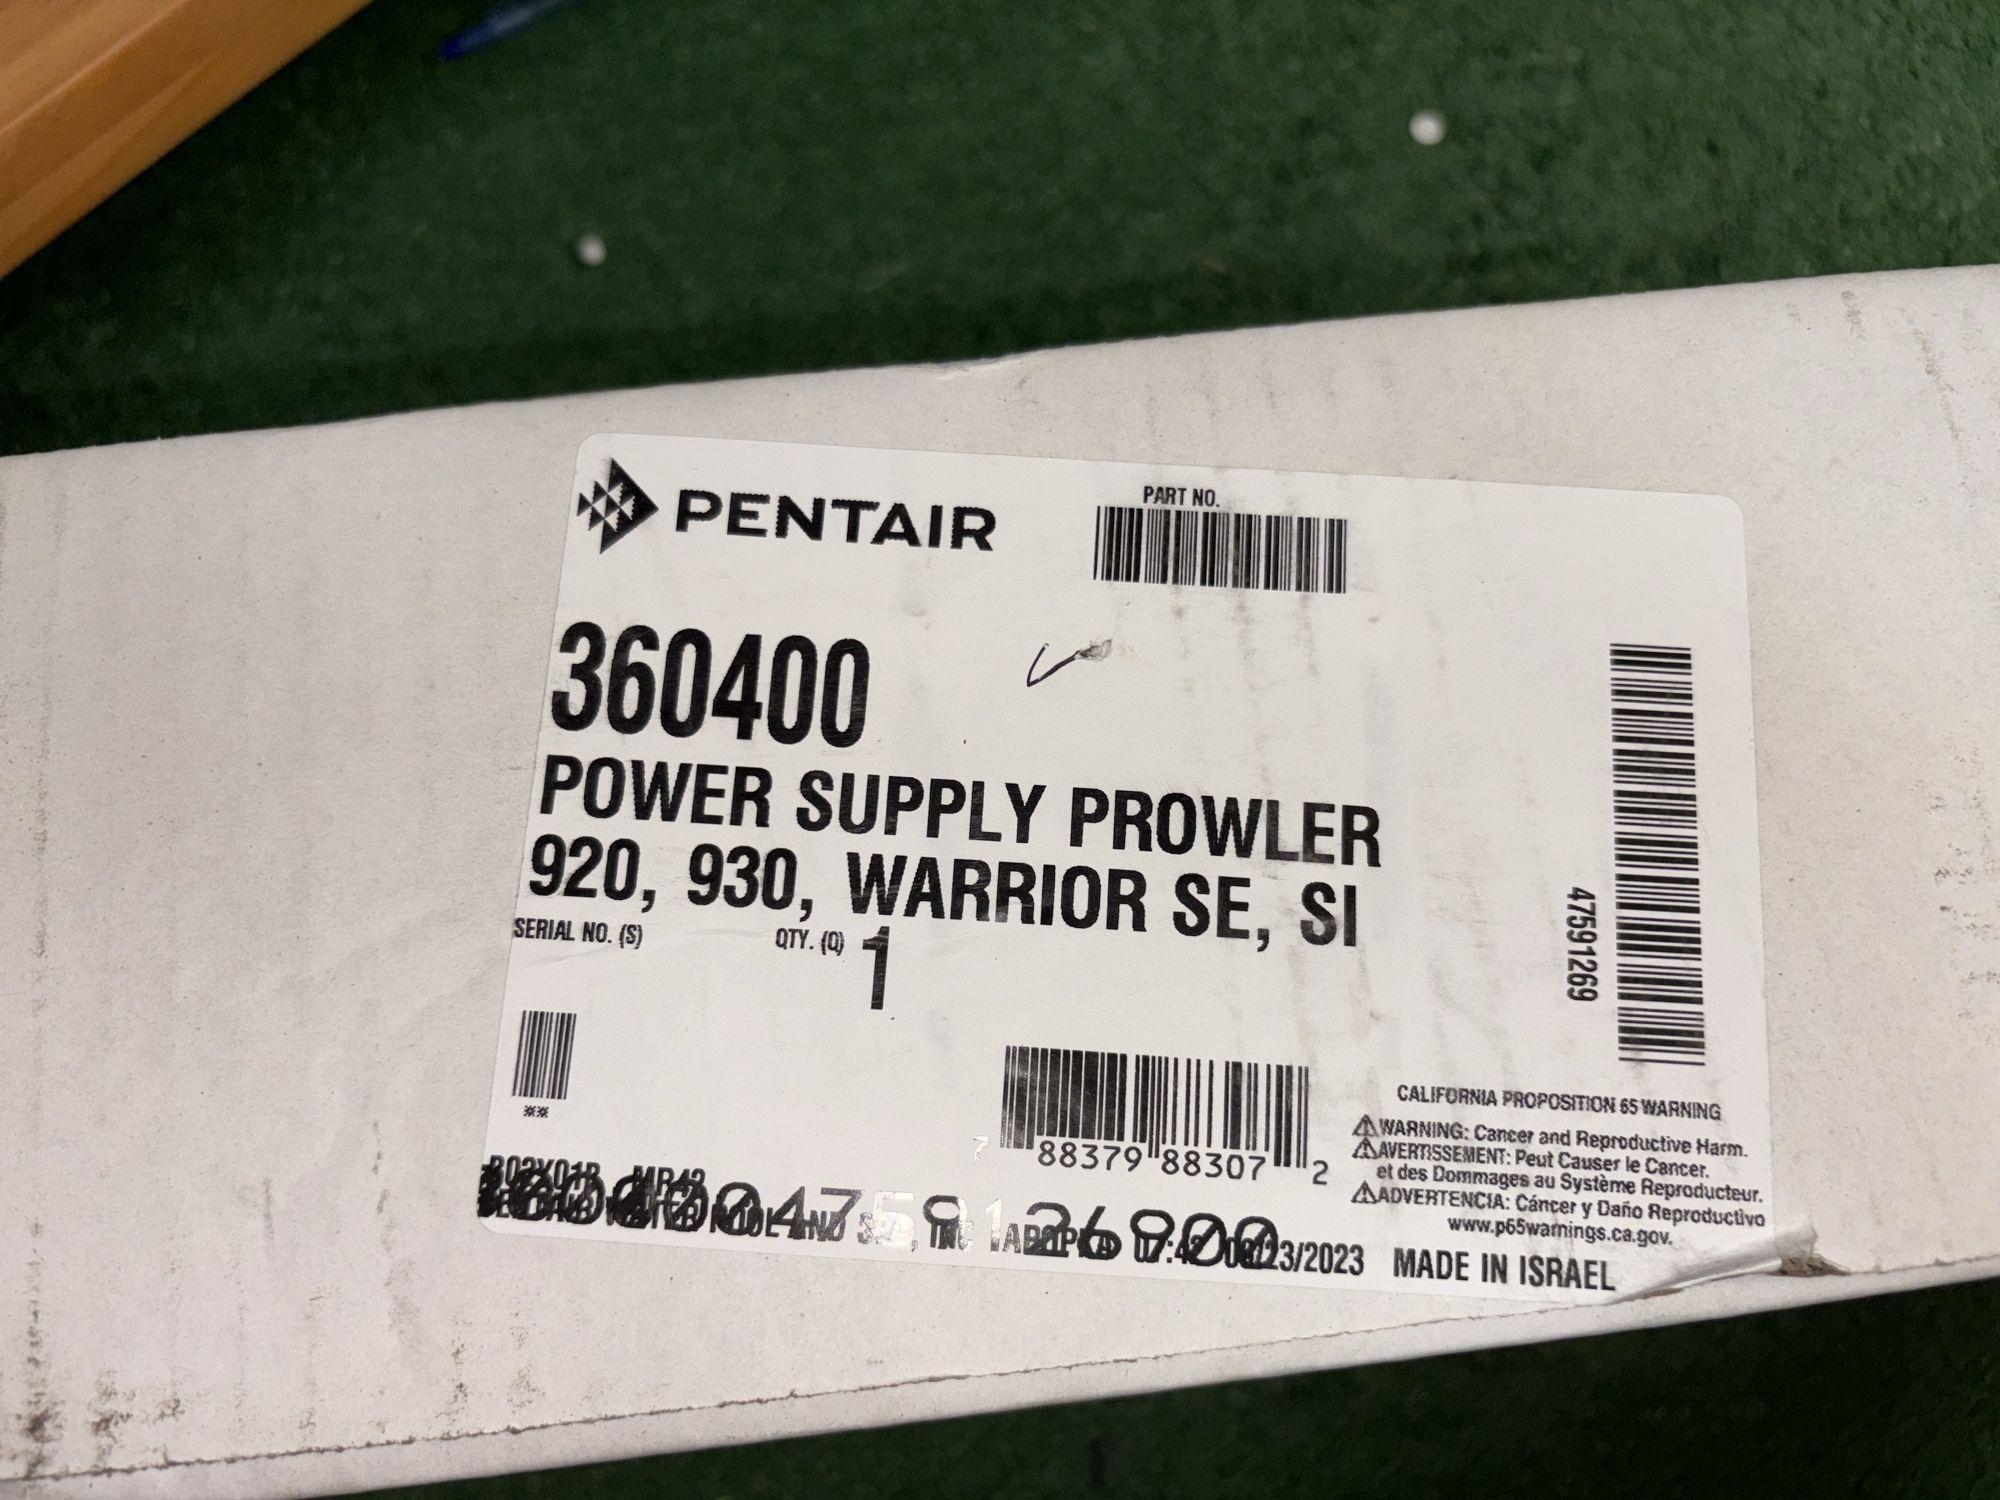 PENTAIR
PART NO.
360400
POWER SUPPLY PROWLER
920, 930, WARRIOR SE, SI
SERIAL NO. (S)
QTY. (Q) 1
47591269
**
7 88379 88307 2
CALIFORNIA PROPOSITION 65 WARNING
⚠WARNING: Cancer and Reproductive Harm.
⚠AVERTISSEMENT: Peut Causer le Cancer.
et des Dommages au Système Reproducteur.
⚠ADVERTENCIA: Cáncer y Daño Reproductivo
www.p65warnings.ca.gov.
MADE IN ISRAEL